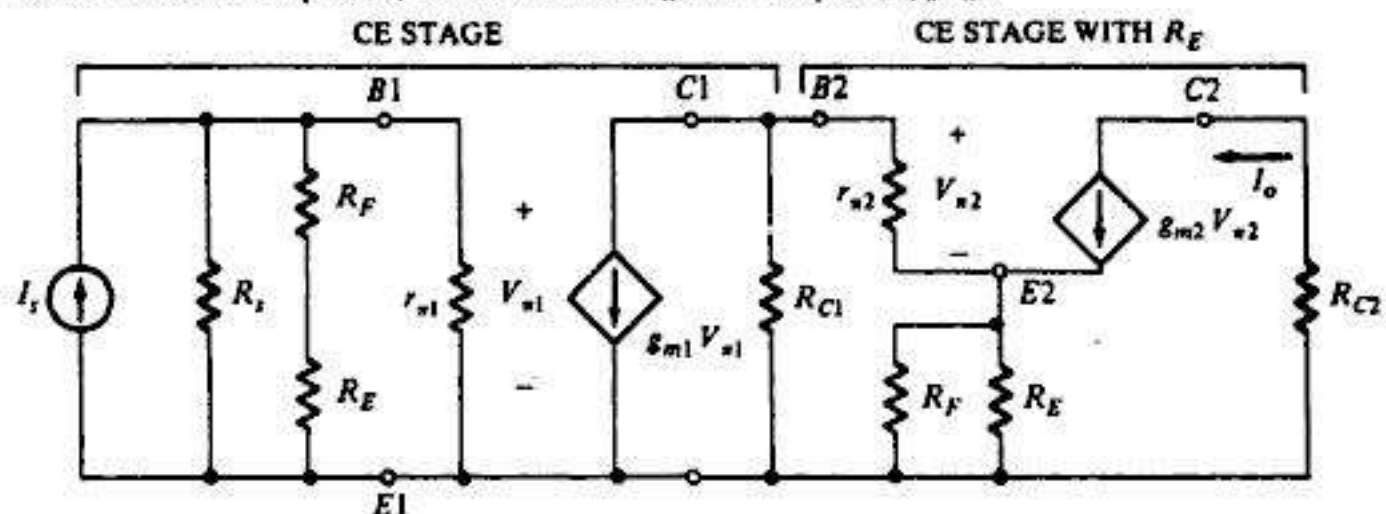 CE STAGE
CE STAGE WITH R_E
B1
C1
B2
C2
I_s
R_s
R_F
R_E
r_π1
+
V_π1
−
g_m1 V_π1
R_C1
r_π2
+
V_π2
−
g_m2 V_π2
I_o
E2
R_F
R_E
R_C2
E1